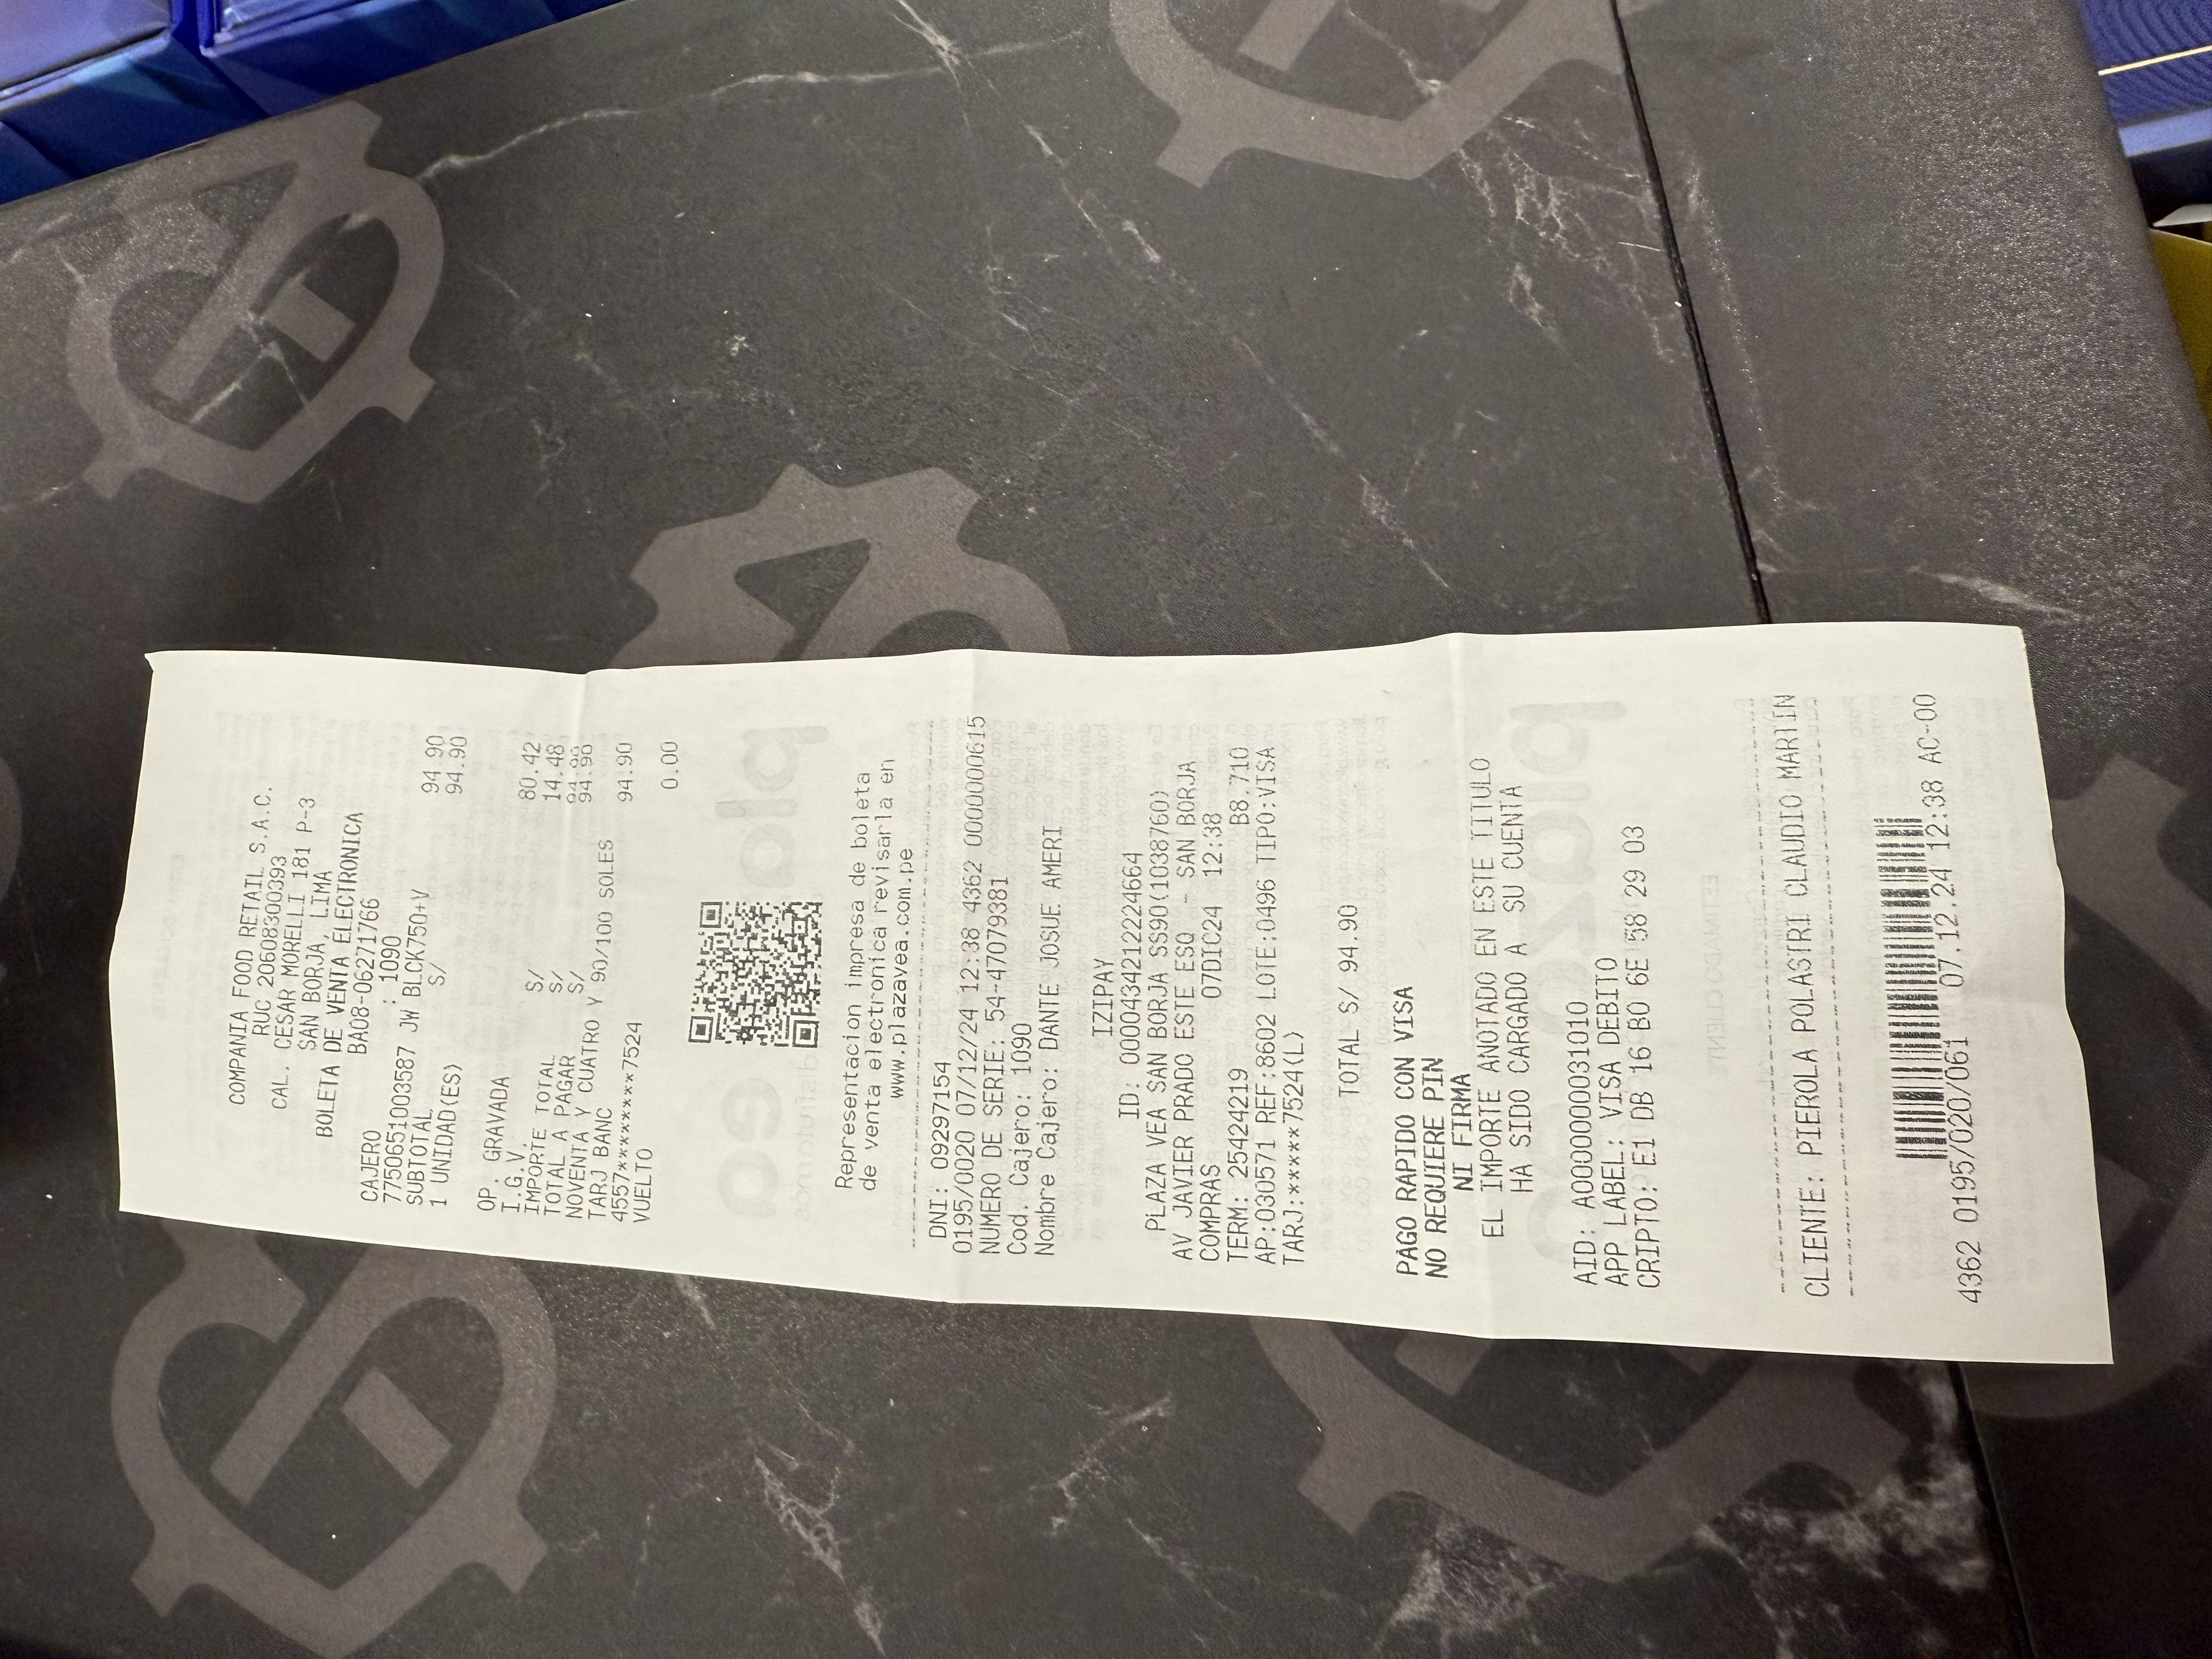 COMPANIA FOOD RETAIL S.A.C.
RUC 20608300393
CAL. CESAR MORELLI 181 P-3
SAN BORJA, LIMA
BOLETA DE VENTA ELECTRONICA
BA08-06271766
CAJERO : 1090
7750651003587 JW BLCK750+V 94.90
SUBTOTAL S/ 94.90
1 UNIDAD(ES)
OP. GRAVADA S/ 80.42
I.G.V. S/ 14.48
IMPORTE TOTAL S/ 94.90
TOTAL A PAGAR 94.90
NOVENTA Y CUATRO Y 90/100 SOLES
TARJ BANC 94.90
4557********7524
VUELTO 0.00
Representacion impresa de boleta
de venta electronica revisarla en
www.plazavea.com.pe
DNI: 09297154
0195/0020 07/12/24 12:38 4362 0000000615
NUMERO DE SERIE: 54-47079381
Cod. Cajero: 1090
Nombre Cajero: DANTE JOSUE AMERI
IZIPAY
ID: 0000434212224664
PLAZA VEA SAN BORJA SS90(1038760)
AV JAVIER PRADO ESTE ESQ - SAN BORJA
COMPRAS 07DIC24 12:38
TERM: 25424219 B8.710
AP:030571 REF:8602 LOTE:0496 TIPO:VISA
TARJ:*****7524(L)
TOTAL S/ 94.90
PAGO RAPIDO CON VISA
NO REQUIERE PIN
NI FIRMA
EL IMPORTE ANOTADO EN ESTE TITULO
HA SIDO CARGADO A SU CUENTA
AID: A0000000031010
APP LABEL: VISA DEBITO
CRIPTO: E1 DB 16 B0 6E 58 29 03
CLIENTE: PIEROLA POLASTRI CLAUDIO MARTIN
4362 0195/020/061 07.12.24 12:38 AC-00